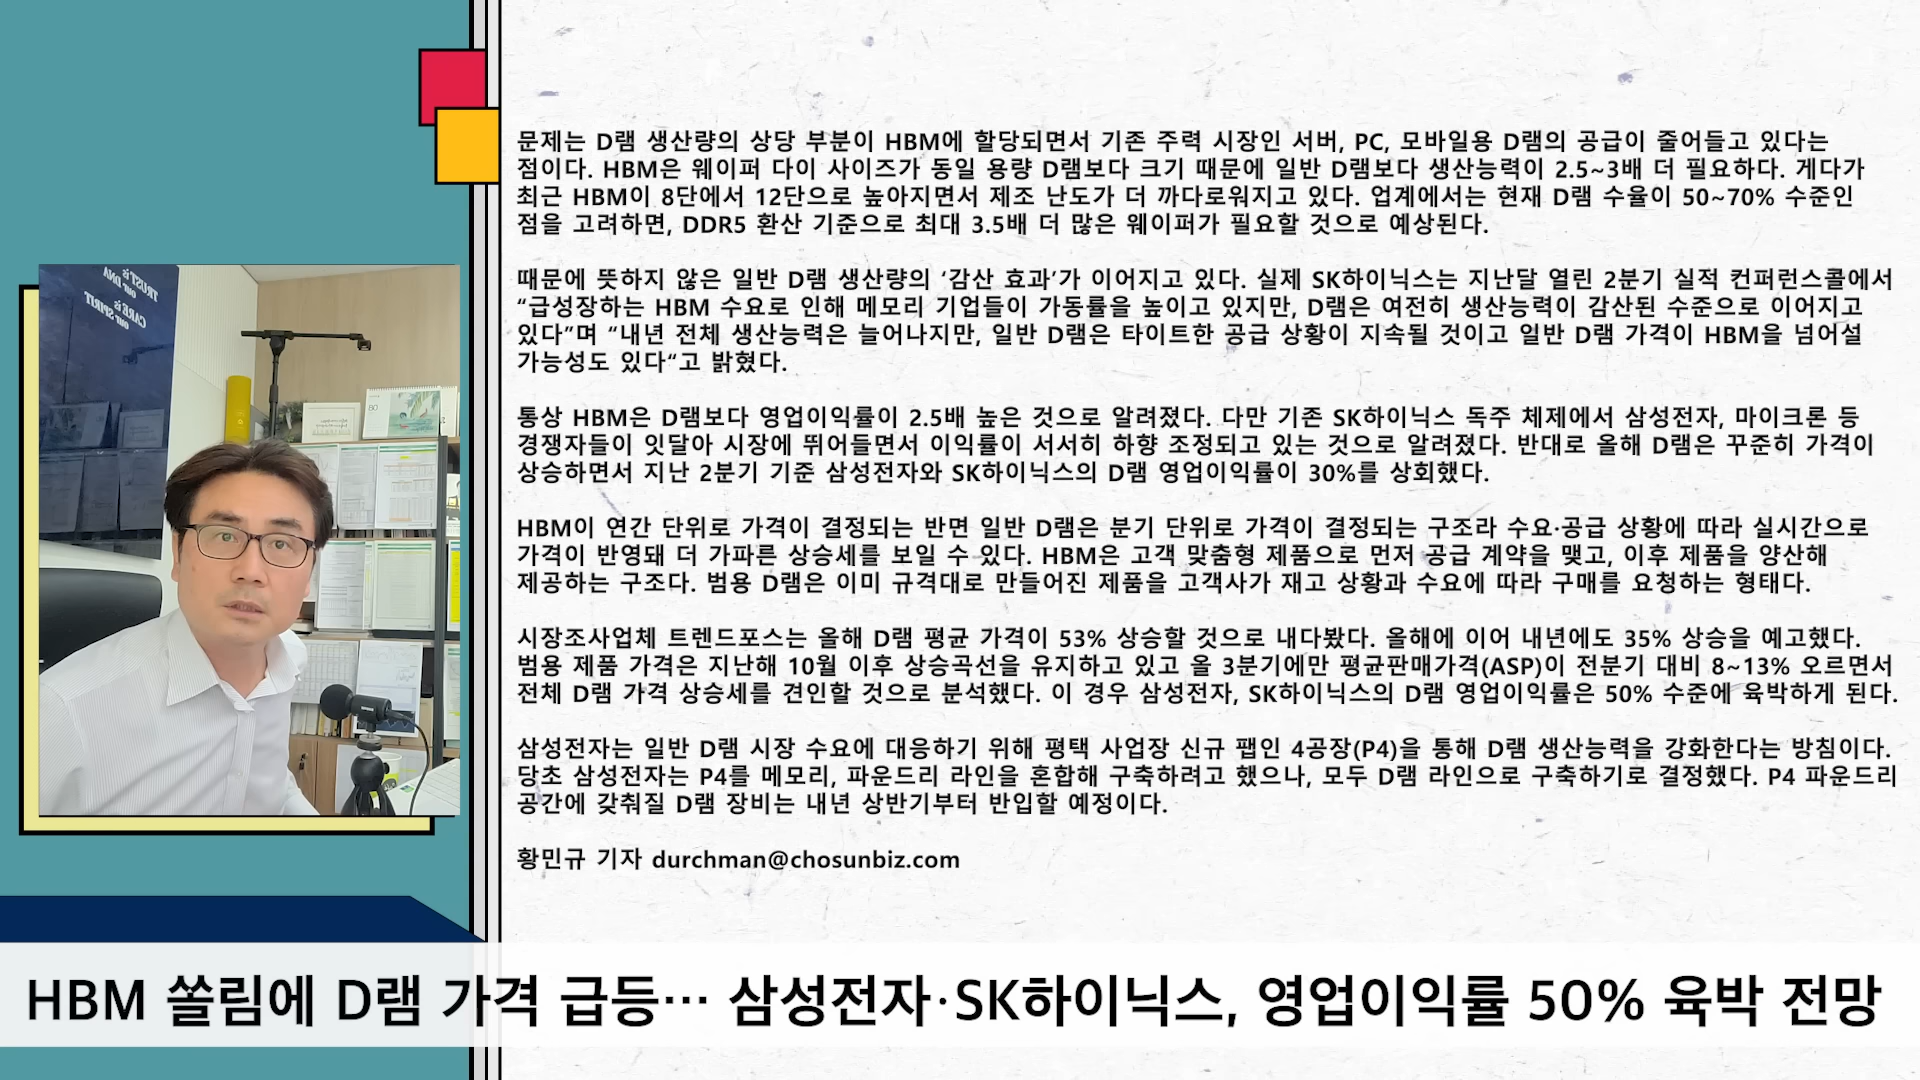 문제는 D램 생산량의 상당 부분이 HBM에 할당되면서 기존 주력 시장인 서버, PC, 모바일용 D램의 공급이 줄어들고 있다는
점이다. HBM은 웨이퍼 다이 사이즈가 동일 용량 D램보다 크기 때문에 일반 D램보다 생산능력이 2.5~3배 더 필요하다. 게다가
최근 HBM이 8단에서 12단으로 높아지면서 제조 난도가 더 까다로워지고 있다. 업계에서는 현재 D램 수율이 50~70% 수준인
점을 고려하면, DDR5 환산 기준으로 최대 3.5배 더 많은 웨이퍼가 필요할 것으로 예상된다.
때문에 뜻하지 않은 일반 D램 생산량의 ‘감산 효과’가 이어지고 있다. 실제 SK하이닉스는 지난달 열린 2분기 실적 컨퍼런스콜에서
“급성장하는 HBM 수요로 인해 메모리 기업들이 가동률을 높이고 있지만, D램은 여전히 생산능력이 감산된 수준으로 이어지고
있다”며 “내년 전체 생산능력은 늘어나지만, 일반 D램은 타이트한 공급 상황이 지속될 것이고 일반 D램 가격이 HBM을 넘어설
가능성도 있다“고 밝혔다.
통상 HBM은 D램보다 영업이익률이 2.5배 높은 것으로 알려졌다. 다만 기존 SK하이닉스 독주 체제에서 삼성전자, 마이크론 등
경쟁자들이 잇달아 시장에 뛰어들면서 이익률이 서서히 하향 조정되고 있는 것으로 알려졌다. 반대로 올해 D램은 꾸준히 가격이
상승하면서 지난 2분기 기준 삼성전자와 SK하이닉스의 D램 영업이익률이 30%를 상회했다.
HBM이 연간 단위로 가격이 결정되는 반면 일반 D램은 분기 단위로 가격이 결정되는 구조라 수요·공급 상황에 따라 실시간으로
가격이 반영돼 더 가파른 상승세를 보일 수 있다. HBM은 고객 맞춤형 제품으로 먼저 공급 계약을 맺고, 이후 제품을 양산해
제공하는 구조다. 범용 D램은 이미 규격대로 만들어진 제품을 고객사가 재고 상황과 수요에 따라 구매를 요청하는 형태다.
시장조사업체 트렌드포스는 올해 D램 평균 가격이 53% 상승할 것으로 내다봤다. 올해에 이어 내년에도 35% 상승을 예고했다.
범용 제품 가격은 지난해 10월 이후 상승곡선을 유지하고 있고 올 3분기에만 평균판매가격(ASP)이 전분기 대비 8~13% 오르면서
전체 D램 가격 상승세를 견인할 것으로 분석했다. 이 경우 삼성전자, SK하이닉스의 D램 영업이익률은 50% 수준에 육박하게 된다.
삼성전자는 일반 D램 시장 수요에 대응하기 위해 평택 사업장 신규 팹인 4공장(P4)을 통해 D램 생산능력을 강화한다는 방침이다.
당초 삼성전자는 P4를 메모리, 파운드리 라인을 혼합해 구축하려고 했으나, 모두 D램 라인으로 구축하기로 결정했다. P4 파운드리
공간에 갖춰질 D램 장비는 내년 상반기부터 반입할 예정이다.
황민규 기자 durchman@chosunbiz.com
TRUST is
our DNA
CARE is
our SPIRIT
HBM 쏠림에 D램 가격 급등… 삼성전자·SK하이닉스, 영업이익률 50% 육박 전망